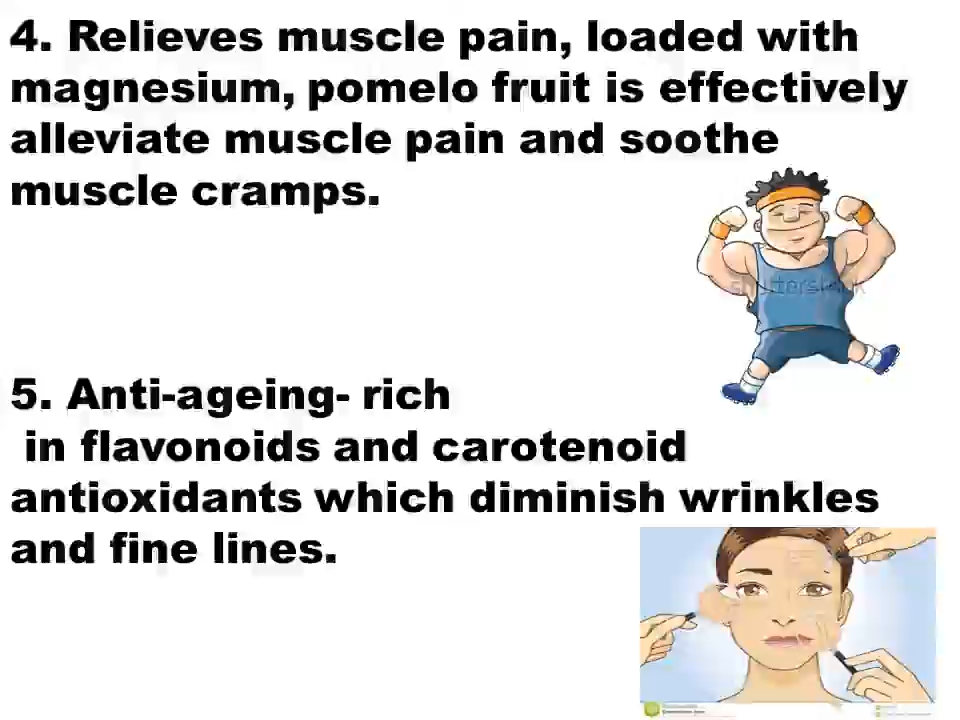 4. Relieves muscle pain, loaded with
magnesium, pomelo fruit is effectively
alleviate muscle pain and soothe
muscle cramps.
shutterstock
5. Anti-ageing- rich
in flavonoids and carotenoid
antioxidants which diminish wrinkles
and fine lines.